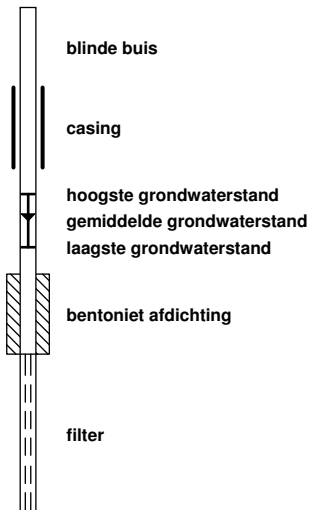 blinde buis
casing
hoogste grondwaterstand
gemiddelde grondwaterstand
laagste grondwaterstand
bentoniet afdichting
filter